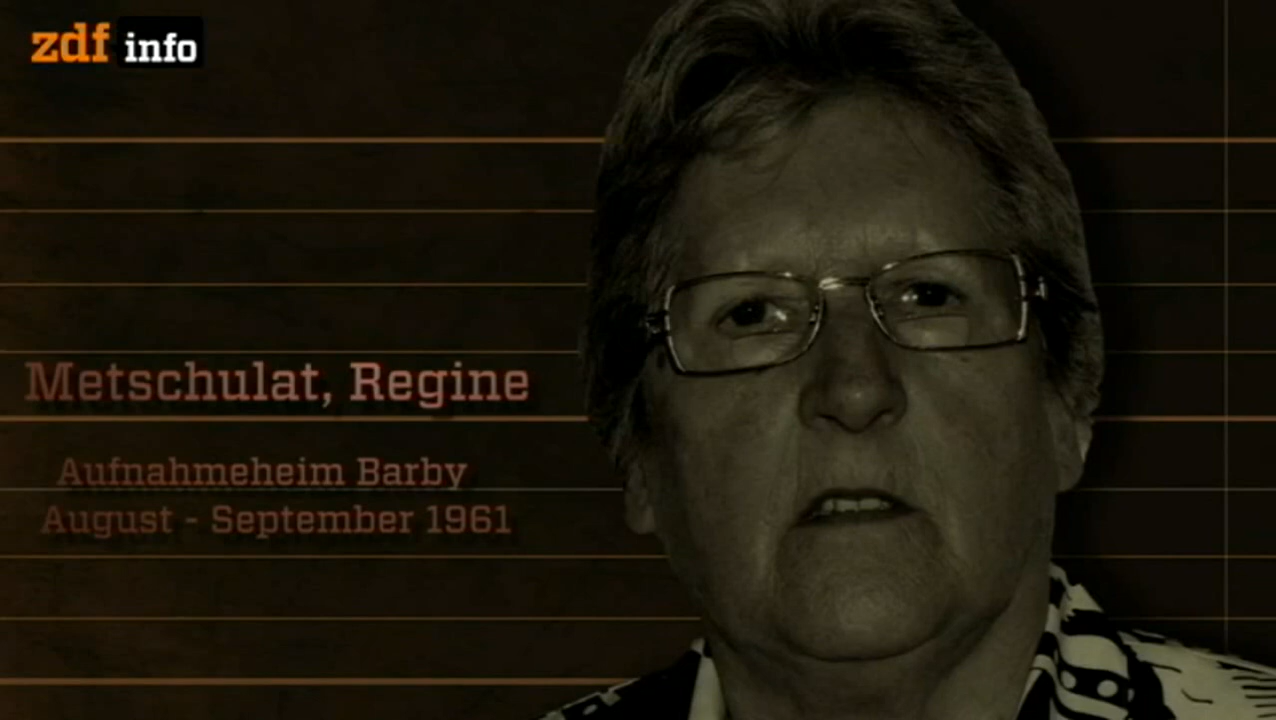 zdf info
Metschulat, Regine
Aufnahmeheim Barby
August - September 1961